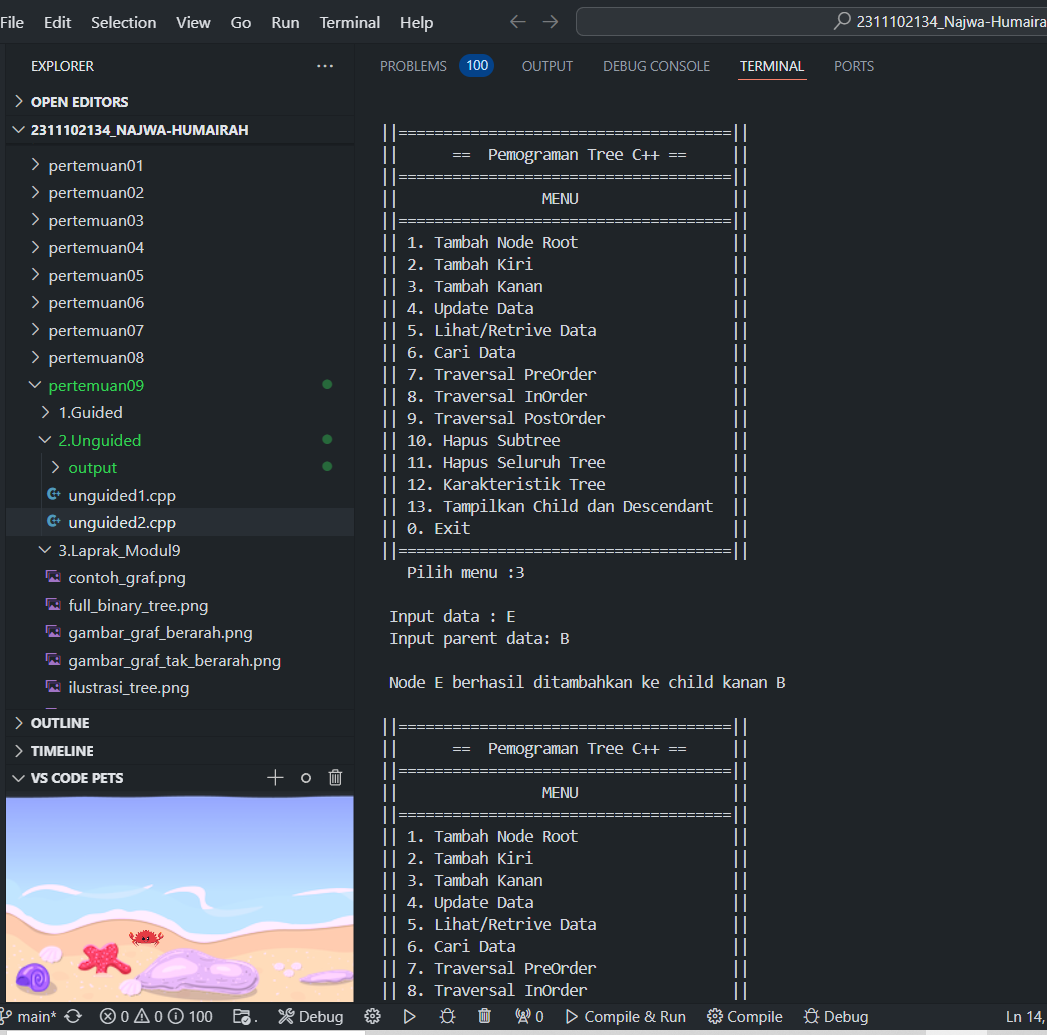 File Edit Selection View Go Run Terminal Help
2311102134_Najwa-Humaira
EXPLORER
OPEN EDITORS
2311102134_NAJWA-HUMAIRAH
pertemuan01
pertemuan02
pertemuan03
pertemuan04
pertemuan05
pertemuan06
pertemuan07
pertemuan08
pertemuan09
1.Guided
2.Unguided
output
unguided1.cpp
unguided2.cpp
3.Laprak_Modul9
contoh_graf.png
full_binary_tree.png
gambar_graf_berarah.png
gambar_graf_tak_berarah.png
ilustrasi_tree.png
OUTLINE
TIMELINE
VS CODE PETS
PROBLEMS 100 OUTPUT DEBUG CONSOLE TERMINAL PORTS
||=====================================||
||      ==  Pemograman Tree C++ ==     ||
||=====================================||
||                MENU                 ||
||=====================================||
|| 1. Tambah Node Root                 ||
|| 2. Tambah Kiri                      ||
|| 3. Tambah Kanan                     ||
|| 4. Update Data                      ||
|| 5. Lihat/Retrive Data               ||
|| 6. Cari Data                        ||
|| 7. Traversal PreOrder               ||
|| 8. Traversal InOrder                ||
|| 9. Traversal PostOrder              ||
|| 10. Hapus Subtree                   ||
|| 11. Hapus Seluruh Tree              ||
|| 12. Karakteristik Tree              ||
|| 13. Tampilkan Child dan Descendant  ||
|| 0. Exit                             ||
||=====================================||
Pilih menu :3
Input data : E
Input parent data: B
Node E berhasil ditambahkan ke child kanan B
||=====================================||
||      ==  Pemograman Tree C++ ==     ||
||=====================================||
||                MENU                 ||
||=====================================||
|| 1. Tambah Node Root                 ||
|| 2. Tambah Kiri                      ||
|| 3. Tambah Kanan                     ||
|| 4. Update Data                      ||
|| 5. Lihat/Retrive Data               ||
|| 6. Cari Data                        ||
|| 7. Traversal PreOrder               ||
|| 8. Traversal InOrder                ||
main* 0 0 100 . Debug 0 Compile & Run Compile Debug Ln 14,